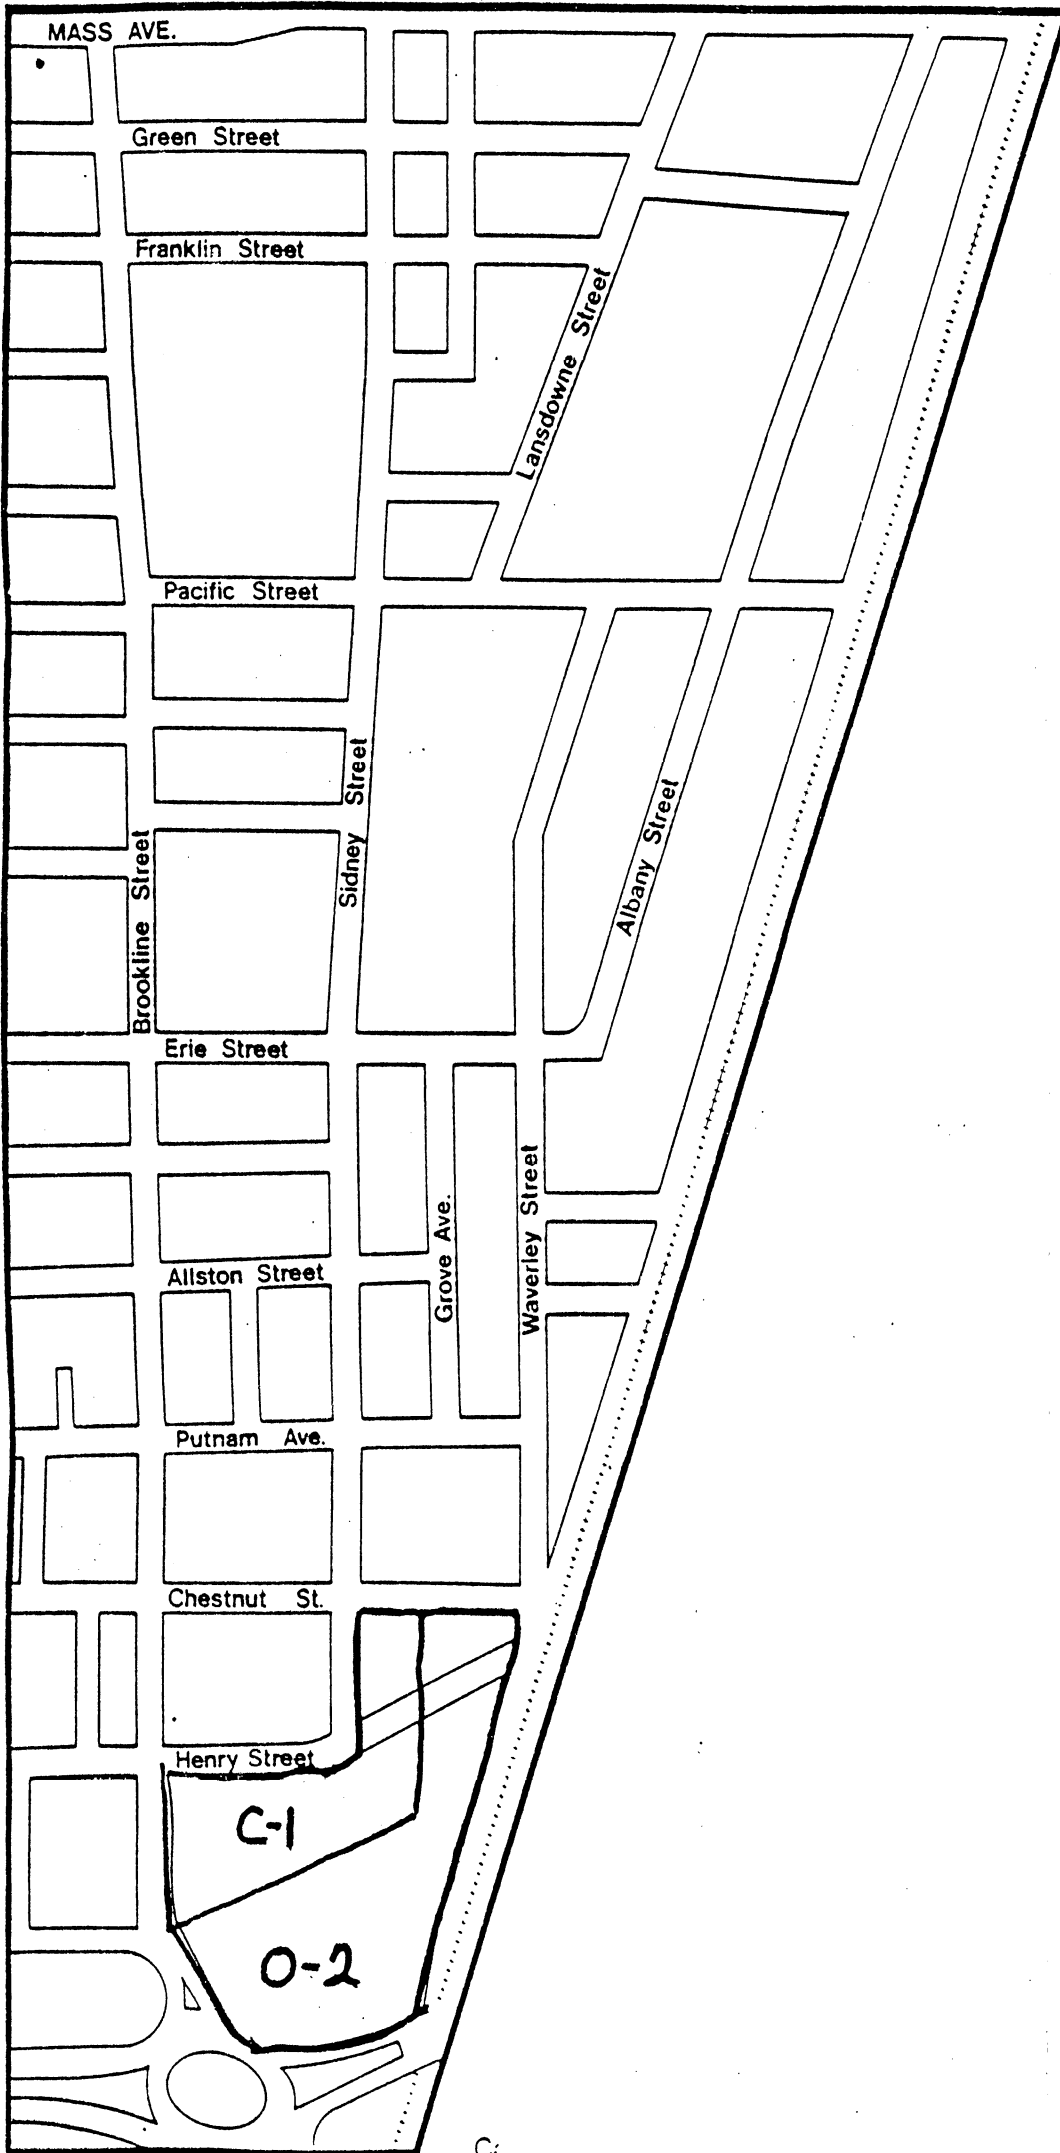 MASS AVE.
Green Street
Franklin Street
Lansdowne Street
Pacific Street
Sidney Street
Brookline Street
Albany Street
Erie Street
Grove Ave.
Waverley Street
Allston Street
Putnam Ave.
Chestnut St.
Henry Street
C-1
O-2